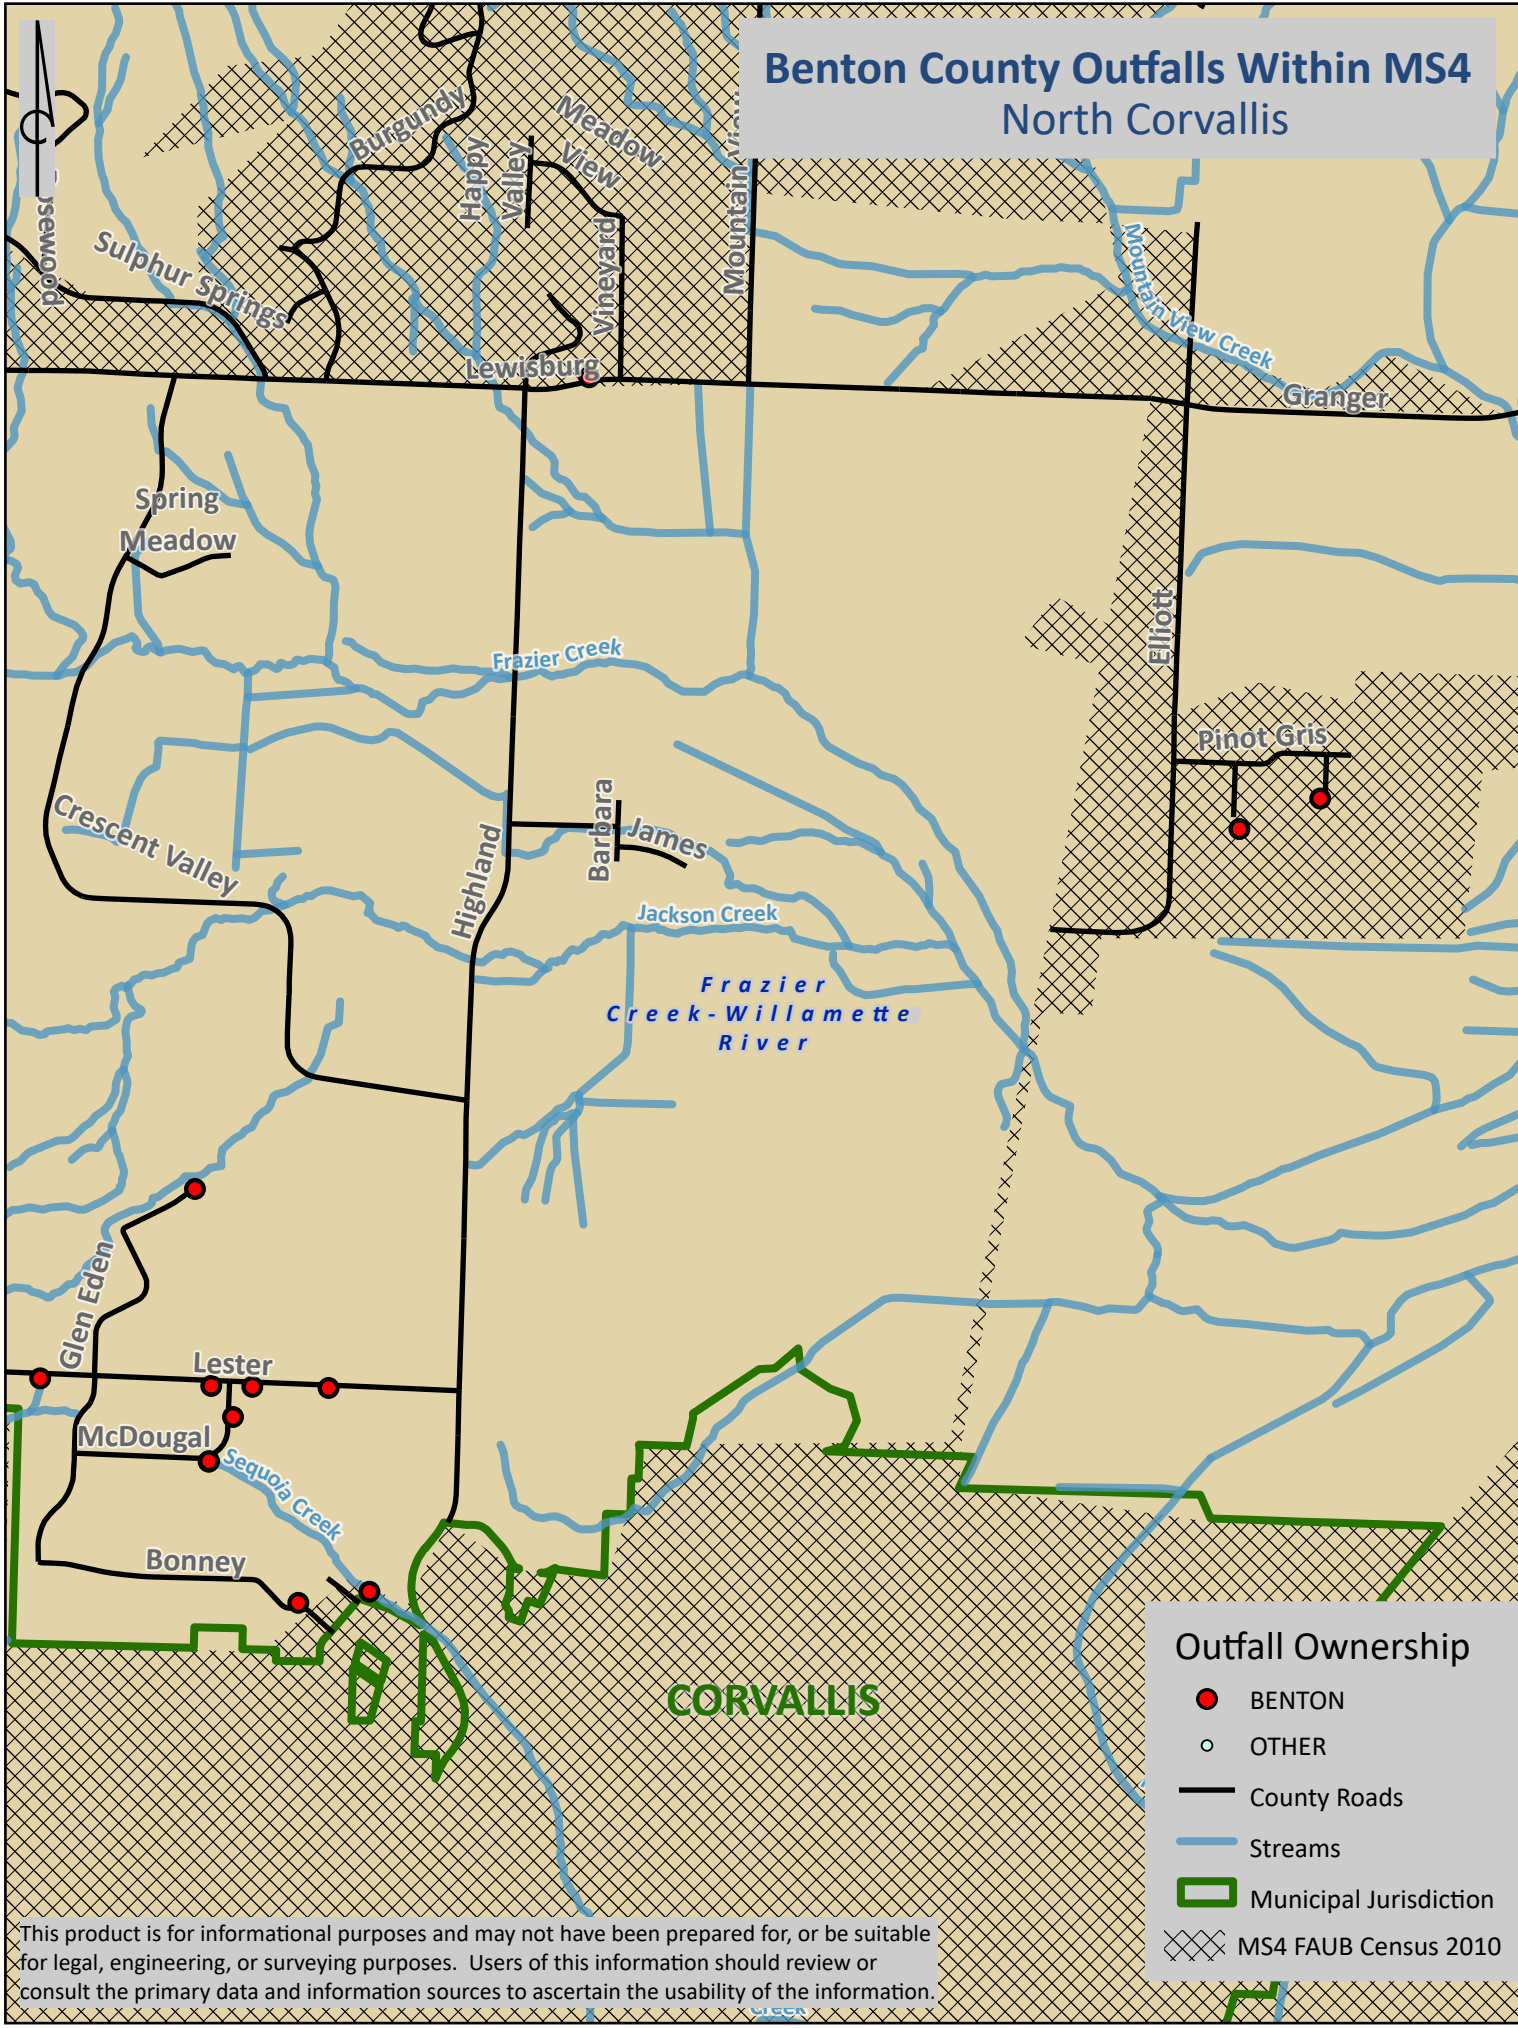 Benton County Outfalls Within MS4
North Corvallis
Burgundy
Happy
Valley
Meadow
View
Vineyard
Mountain View
Sulphur Springs
Mountain View Creek
Lewisburg
Granger
Spring
Meadow
Elliott
Frazier Creek
Pinot Gris
Crescent Valley
Highland
Barbara
James
Jackson Creek
Frazier
Creek-Willamette
River
Glen Eden
Lester
McDougal
Sequoia Creek
Bonney
CORVALLIS
Outfall Ownership
BENTON
OTHER
County Roads
Streams
Municipal Jurisdiction
MS4 FAUB Census 2010
This product is for informational purposes and may not have been prepared for, or be suitable
for legal, engineering, or surveying purposes. Users of this information should review or
consult the primary data and information sources to ascertain the usability of the information.
Creek